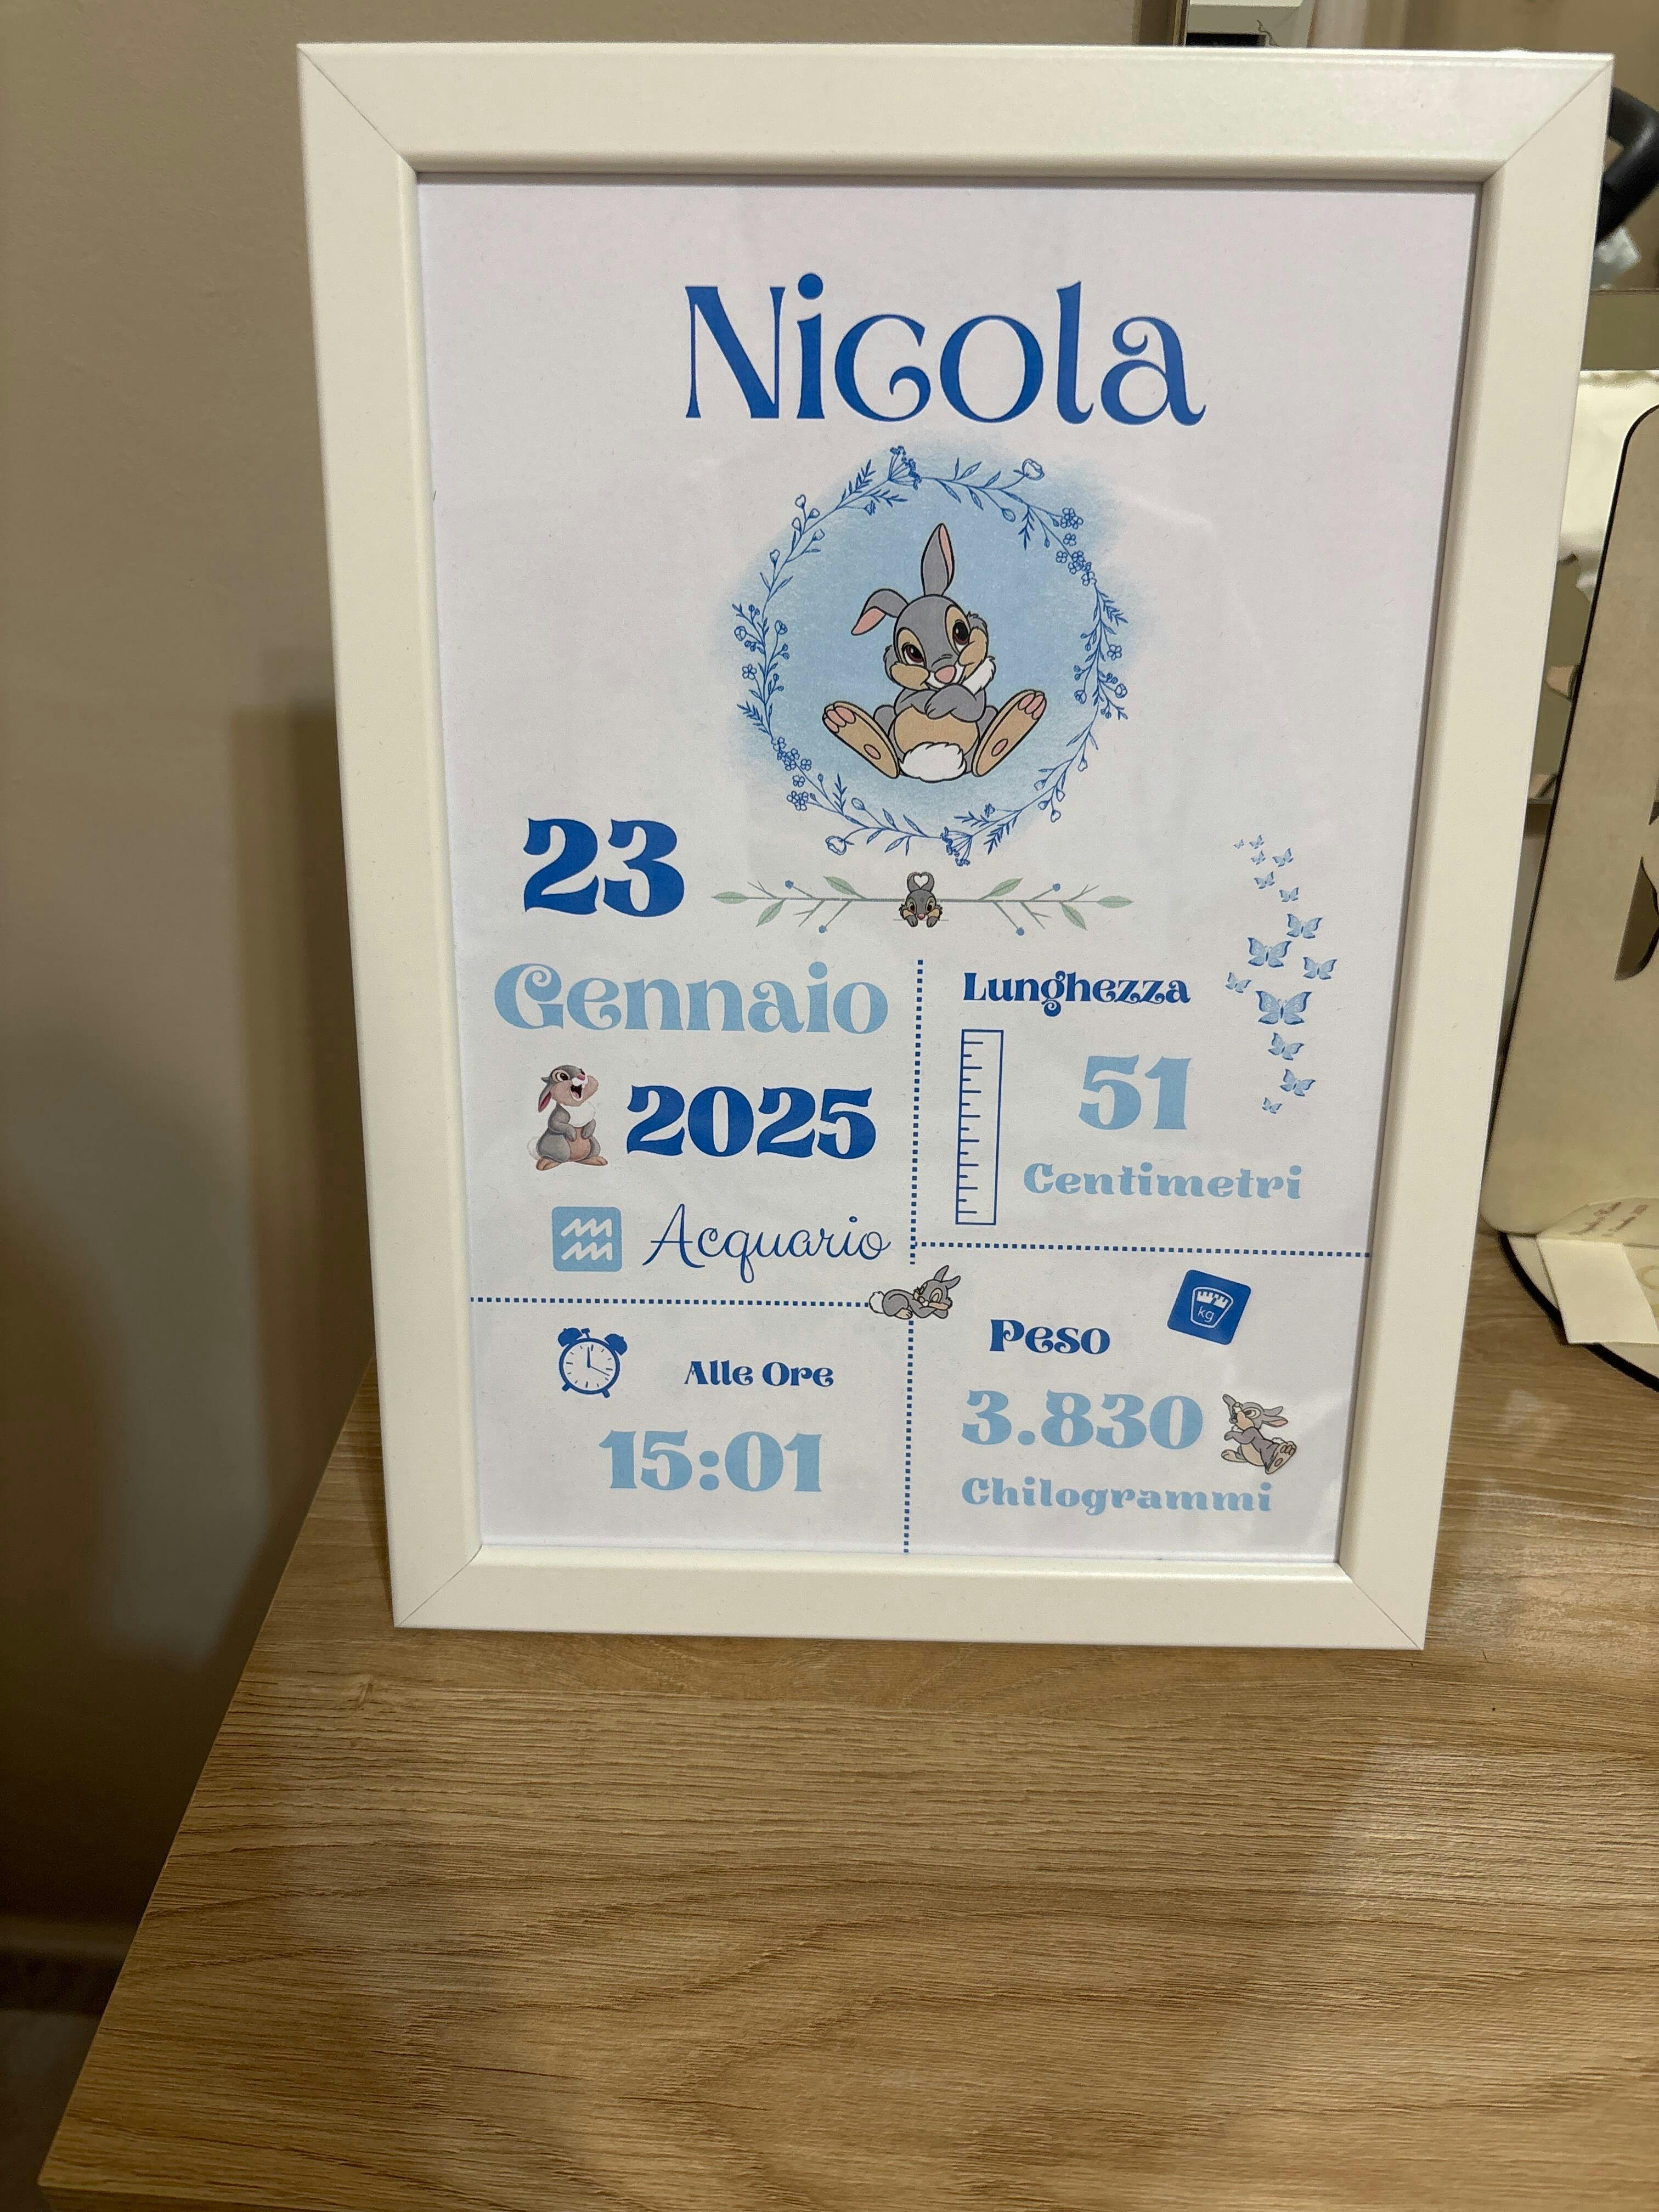 Nicola
23
Gennaio
2025
Acquario
Lunghezza
51
Centimetri
Alle Ore
15:01
Peso
kg
3.830
Chilogrammi